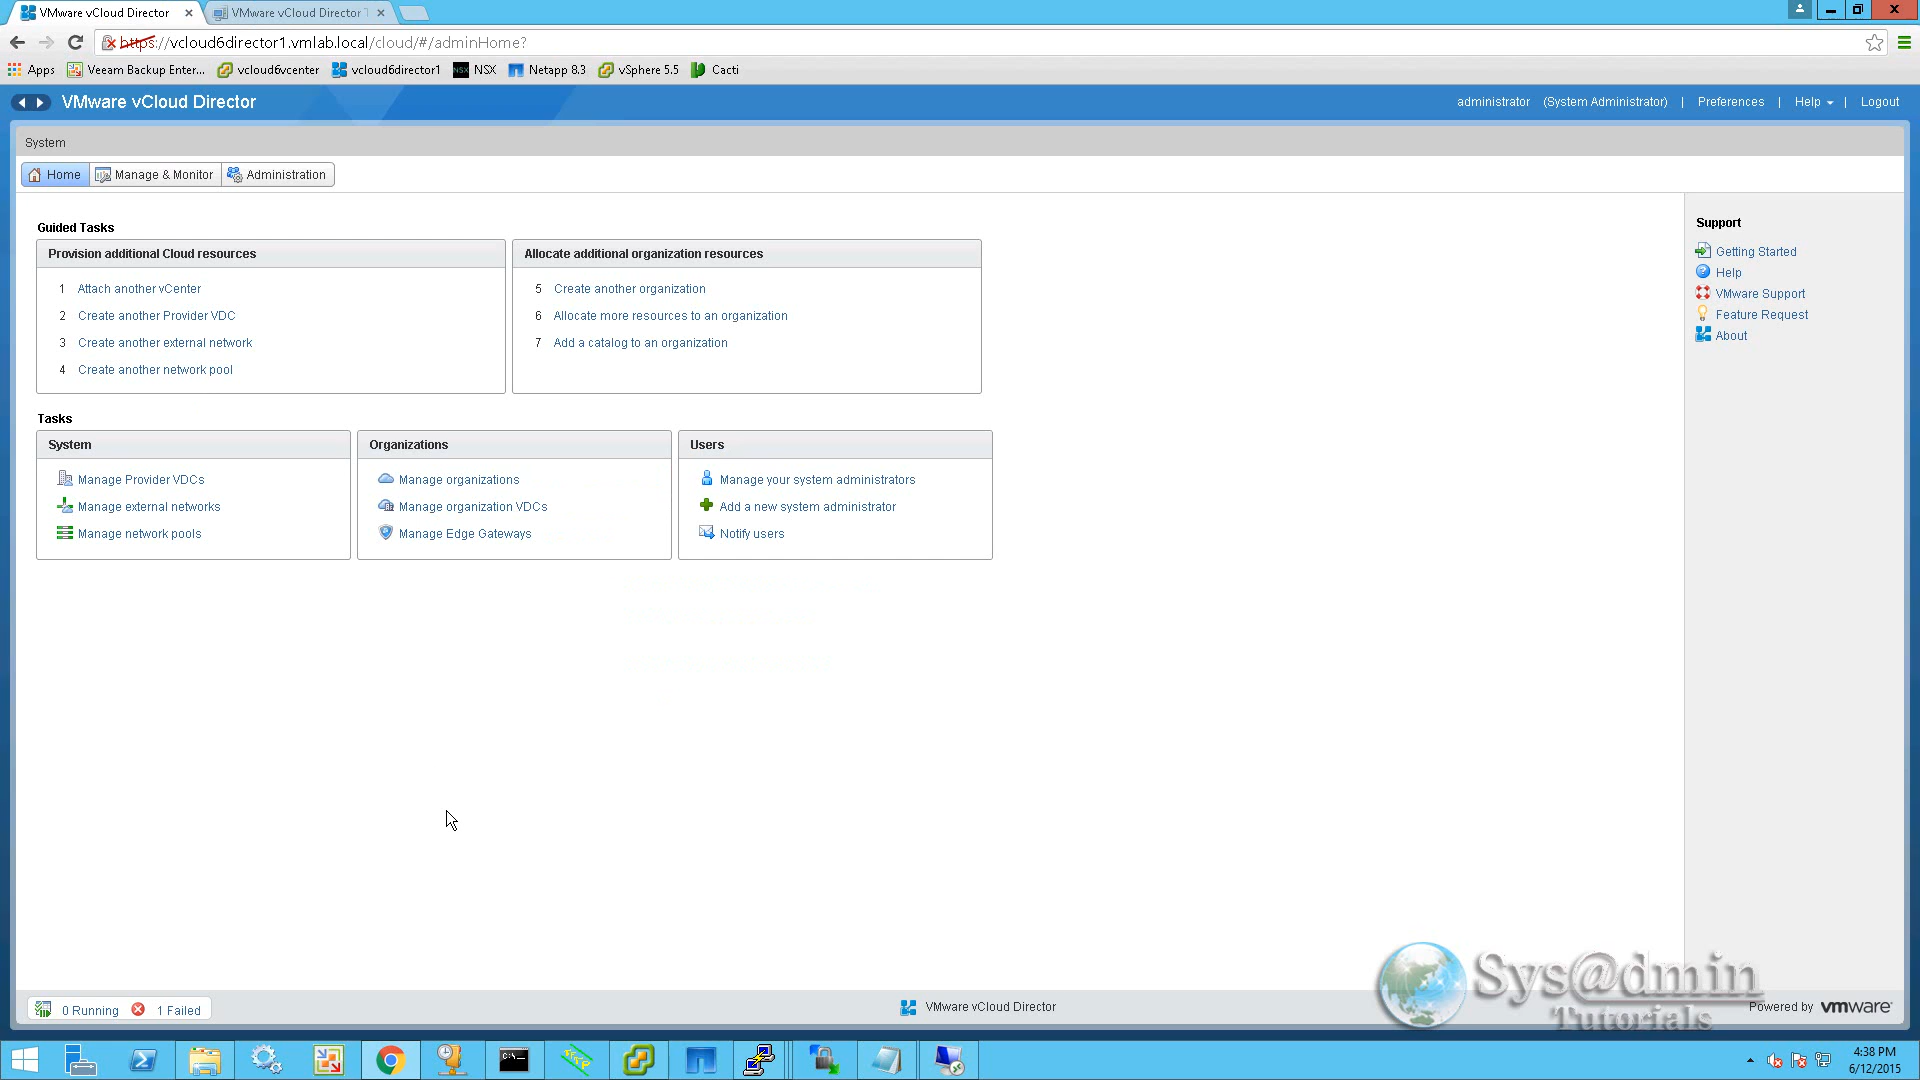 VMware vCloud Director
VMware vCloud Director
https://vcloud6director1.vmlab.local/cloud/#/adminHome?
Apps Veeam Backup Enter... vcloud6vcenter vcloud6director1 NSX NSX Netapp 8.3 vSphere 5.5 Cacti
VMware vCloud Director
administrator (System Administrator) | Preferences | Help | Logout
System
Home Manage & Monitor Administration
Guided Tasks
Provision additional Cloud resources
1 Attach another vCenter
2 Create another Provider VDC
3 Create another external network
4 Create another network pool
Allocate additional organization resources
5 Create another organization
6 Allocate more resources to an organization
7 Add a catalog to an organization
Tasks
System
Manage Provider VDCs
Manage external networks
Manage network pools
Organizations
Manage organizations
Manage organization VDCs
Manage Edge Gateways
Users
Manage your system administrators
Add a new system administrator
Notify users
Support
Getting Started
Help
VMware Support
Feature Request
About
0 Running 1 Failed
VMware vCloud Director
Sys@dmin
Tutorials
Powered by vmware
C:\_
4:38 PM
6/12/2015